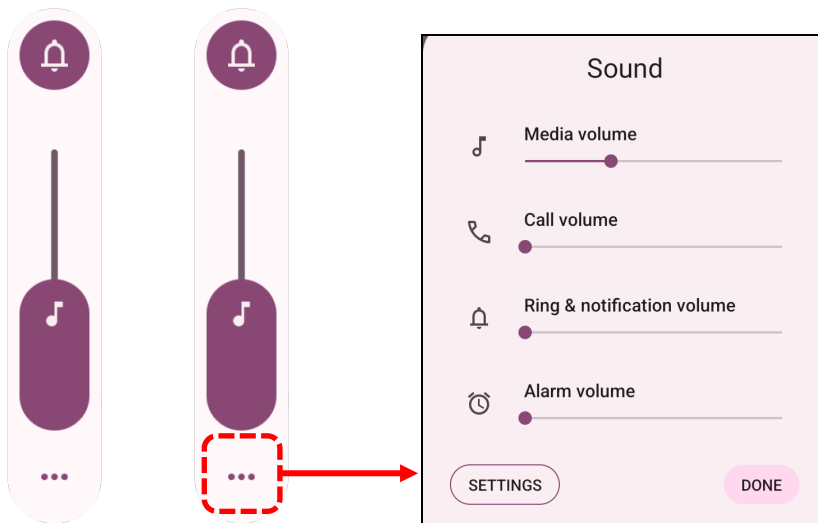 Sound
Media volume
Call volume
Ring & notification volume
Alarm volume
SETTINGS
DONE